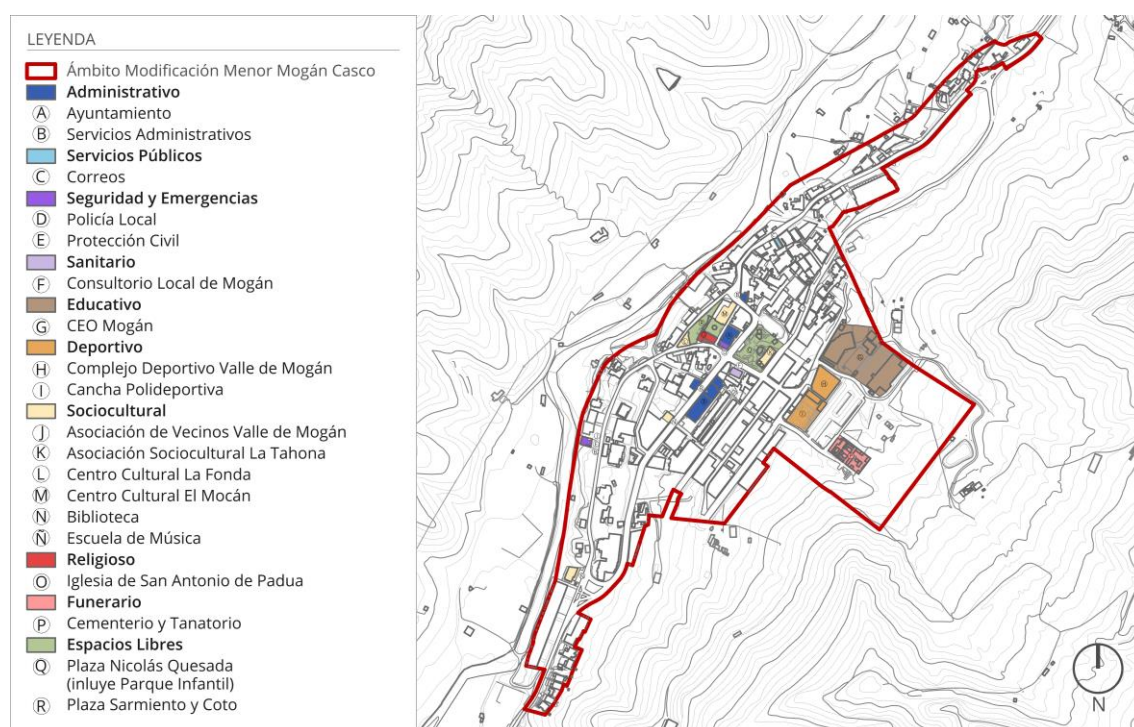 LEYENDA
Ámbito Modificación Menor Mogán Casco
Administrativo
A Ayuntamiento
B Servicios Administrativos
Servicios Públicos
C Correos
Seguridad y Emergencias
D Policía Local
E Protección Civil
Sanitario
F Consultorio Local de Mogán
Educativo
G CEO Mogán
Deportivo
H Complejo Deportivo Valle de Mogán
I Cancha Polideportiva
Sociocultural
J Asociación de Vecinos Valle de Mogán
K Asociación Sociocultural La Tahona
L Centro Cultural La Fonda
M Centro Cultural El Mocán
N Biblioteca
Ñ Escuela de Música
Religioso
O Iglesia de San Antonio de Padua
Funerario
P Cementerio y Tanatorio
Espacios Libres
Q Plaza Nicolás Quesada
(inluye Parque Infantil)
R Plaza Sarmiento y Coto
N